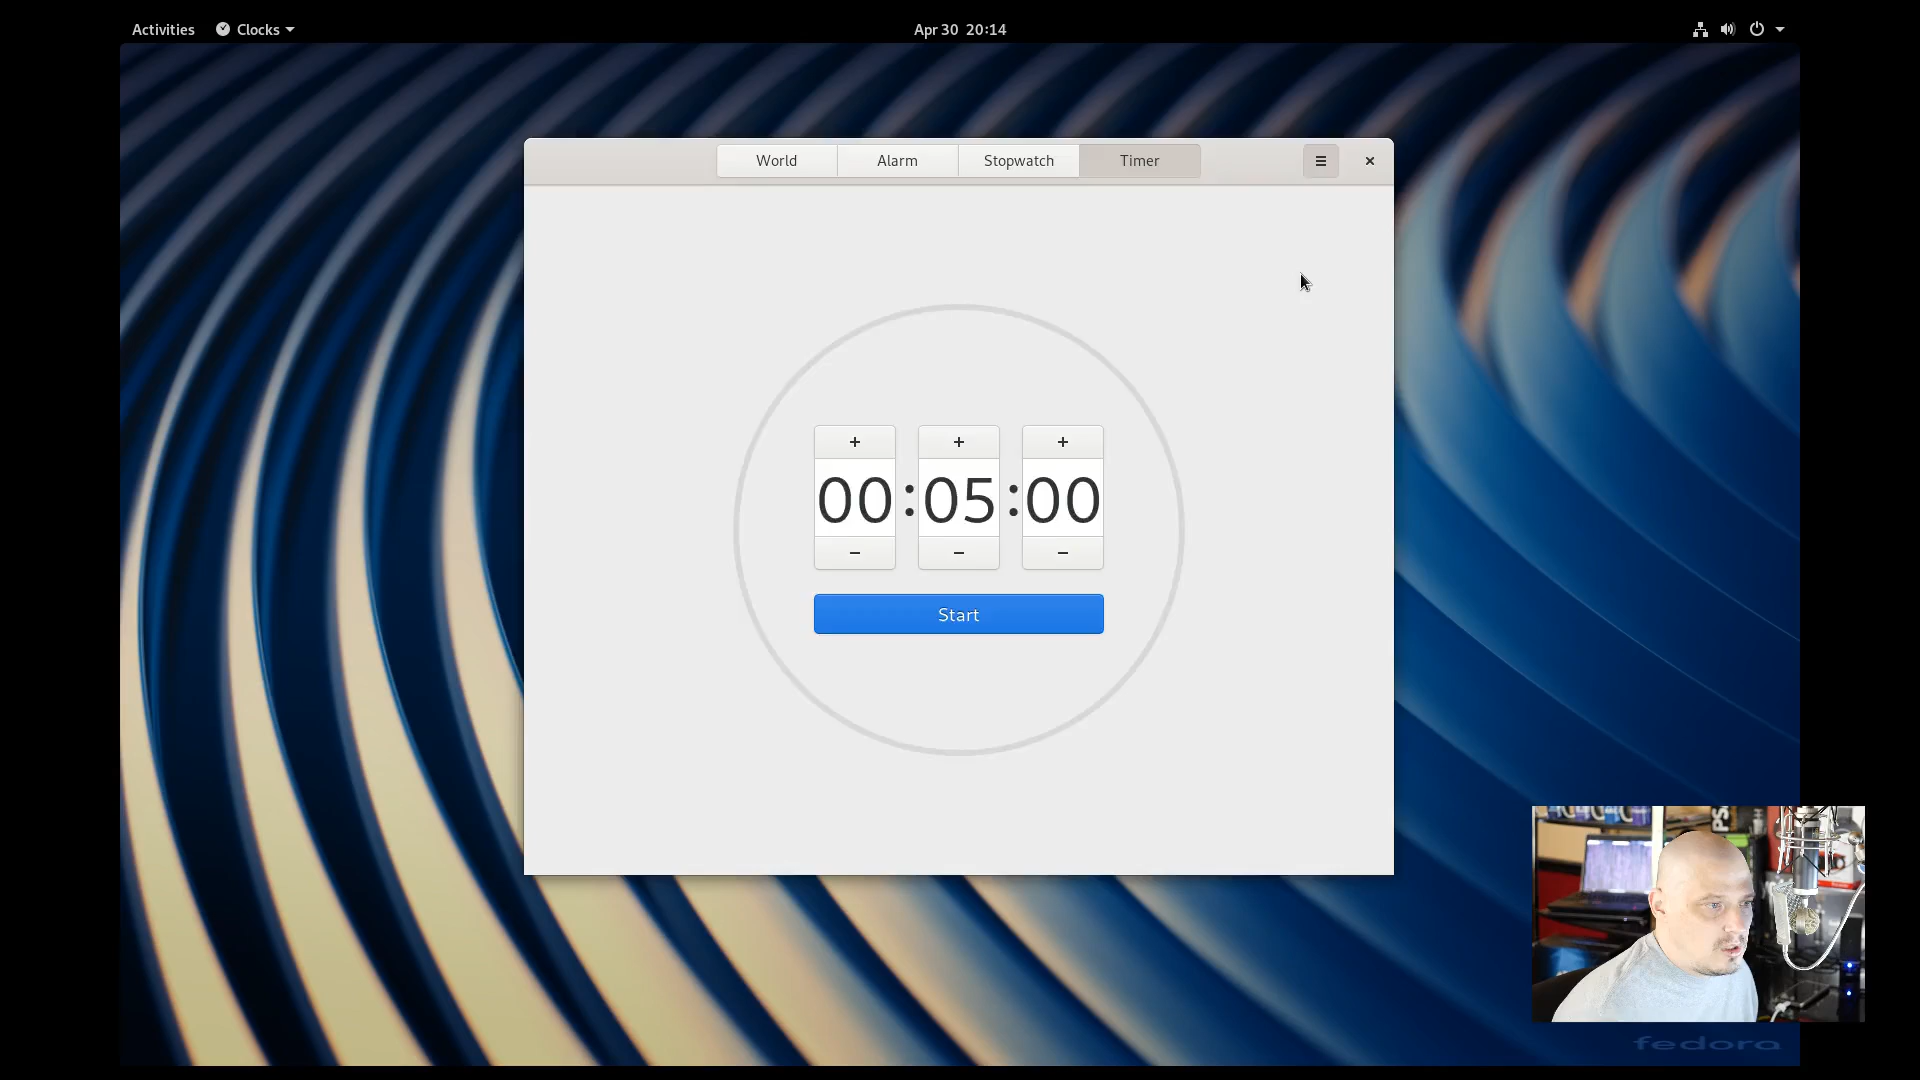 Activities Clocks Apr 30 20:14
World Alarm Stopwatch Timer
+ + +
00:05:00
− − −
Start
fedora